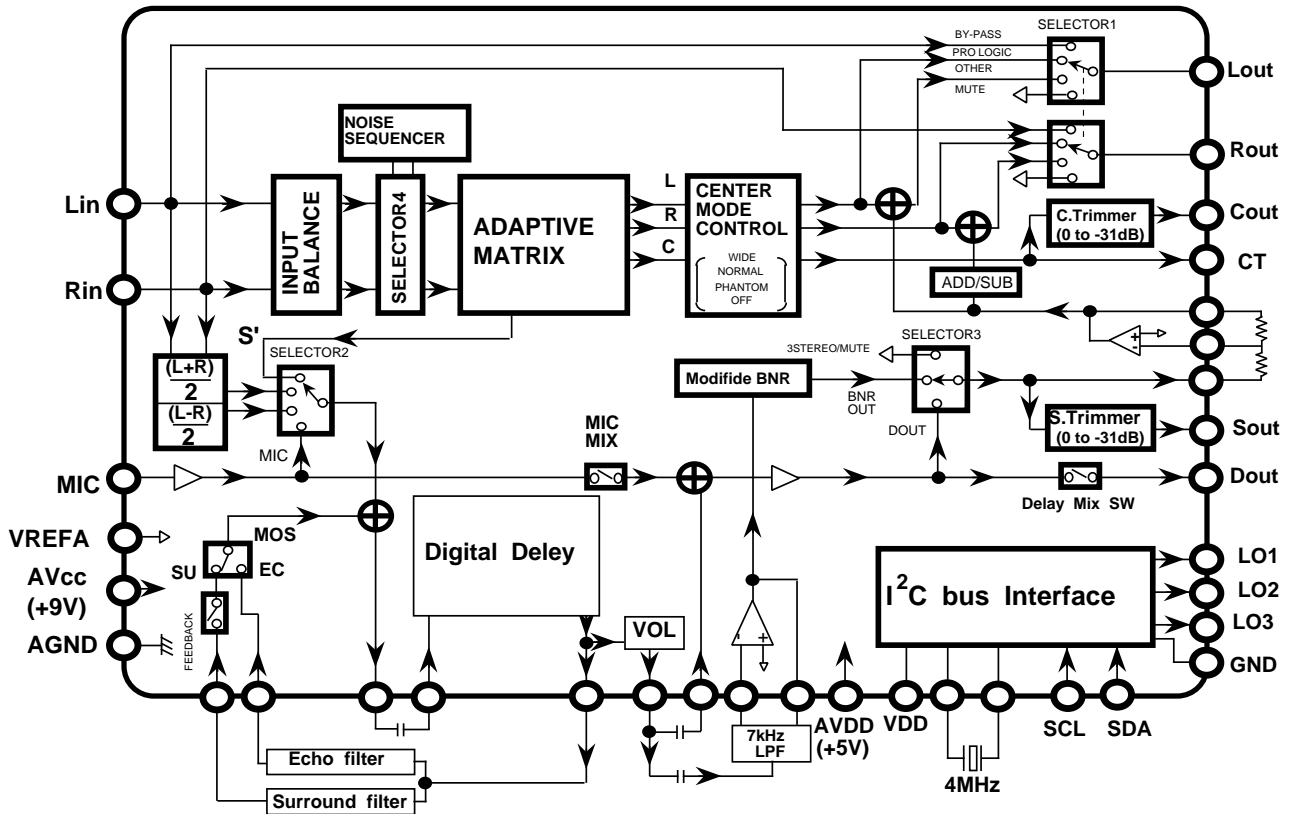 SELECTOR1
BY-PASS
PRO LOGIC
OTHER
MUTE
Lout
NOISE
SEQUENCER
Rout
Lin
INPUT
BALANCE
SELECTOR4
ADAPTIVE
MATRIX
L
R
C
CENTER
MODE
CONTROL
WIDE
NORMAL
PHANTOM
OFF
C.Trimmer
(0 to -31dB)
Cout
CT
Rin
ADD/SUB
S'
SELECTOR2
SELECTOR3
3STEREO/MUTE
+
-
(L+R)
2
(L-R)
2
Modifide BNR
BNR
OUT
DOUT
S.Trimmer
(0 to -31dB)
Sout
MIC
MIC
MIX
MIC
Dout
Delay Mix SW
VREFA
MOS
SU
EC
AVcc
(+9V)
Digital Deley
I2C bus Interface
LO1
LO2
LO3
GND
AGND
FEEDBACK
VOL
-
+
AVDD
(+5V)
VDD
SCL
SDA
7kHz
LPF
4MHz
Echo filter
Surround filter